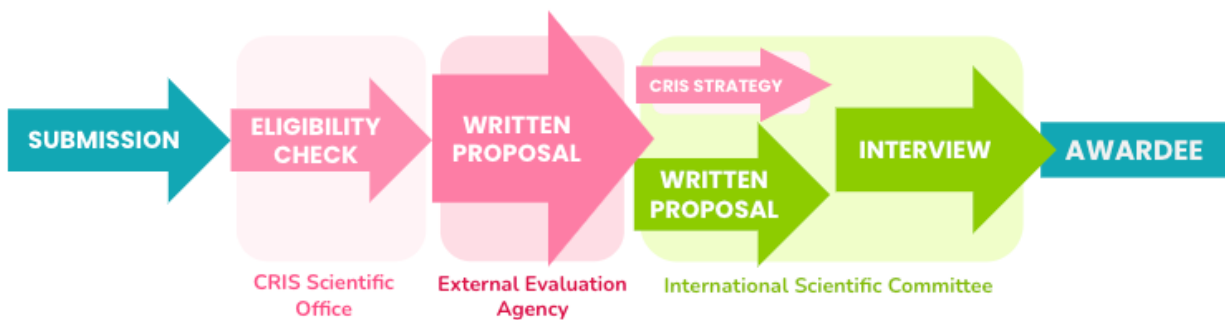 SUBMISSION
ELIGIBILITY
CHECK
WRITTEN
PROPOSAL
CRIS STRATEGY
WRITTEN
PROPOSAL
INTERVIEW
AWARDEE
CRIS Scientific
Office
External Evaluation
Agency
International Scientific Committee